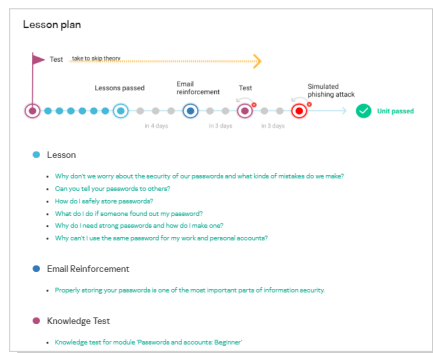 Lesson plan
Test
take to skip theory
Lessons passed
Email
reinforcement
Test
Simulated
phishing attack
Unit passed
in 4 days
in 3 days
in 3 days
Lesson
Why don't we worry about the security of our passwords and what kinds of mistakes do we make?
Can you tell your passwords to others?
How do I safely store passwords?
What do I do if someone found out my password?
Why do I need strong passwords and how do I make one?
Why can't I use the same password for my work and personal accounts?
Email Reinforcement
Properly storing your passwords is one of the most important parts of information security.
Knowledge Test
Knowledge test for module 'Passwords and accounts: Beginner'